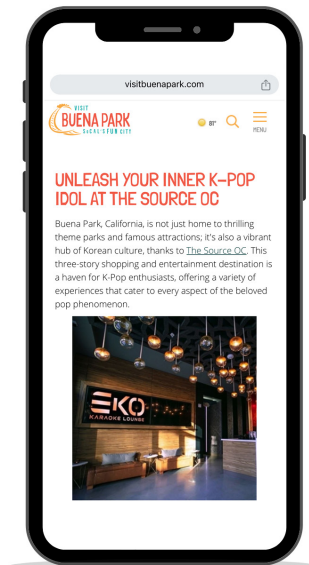 visitbuenapark.com
VISIT
BUENA PARK
SoCAL'S FUN CITY
81°
MENU
UNLEASH YOUR INNER K-POP
IDOL AT THE SOURCE OC
Buena Park, California, is not just home to thrilling
theme parks and famous attractions; it's also a vibrant
hub of Korean culture, thanks to The Source OC. This
three-story shopping and entertainment destination is
a haven for K-Pop enthusiasts, offering a variety of
experiences that cater to every aspect of the beloved
pop phenomenon.
EKO
KARAOKE LOUNGE